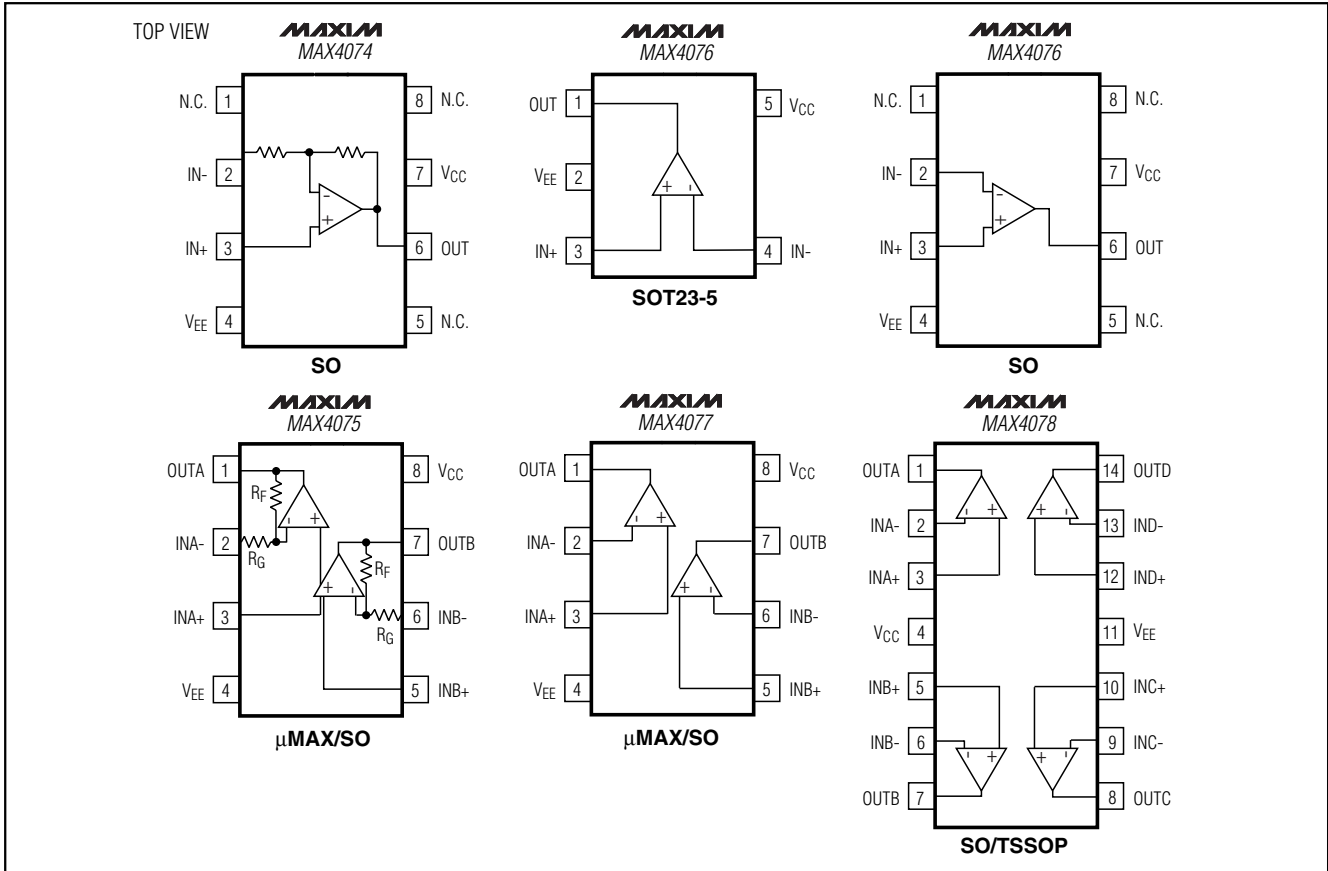 TOP VIEW
MAXIM
MAX4074
N.C. 1
8 N.C.
IN- 2
7 VCC
-
+
IN+ 3
6 OUT
VEE 4
5 N.C.
SO
MAXIM
MAX4076
OUT 1
5 VCC
VEE 2
+ -
IN+ 3
4 IN-
SOT23-5
MAXIM
MAX4076
N.C. 1
8 N.C.
IN- 2
7 VCC
-
+
IN+ 3
6 OUT
VEE 4
5 N.C.
SO
MAXIM
MAX4075
OUTA 1
8 VCC
RF
- +
INA- 2
7 OUTB
RG
RF
+ -
INA+ 3
6 INB-
RG
VEE 4
5 INB+
µMAX/SO
MAXIM
MAX4077
OUTA 1
8 VCC
- +
INA- 2
7 OUTB
+ -
INA+ 3
6 INB-
VEE 4
5 INB+
µMAX/SO
MAXIM
MAX4078
OUTA 1
14 OUTD
- +
+ -
INA- 2
13 IND-
INA+ 3
12 IND+
VCC 4
11 VEE
INB+ 5
10 INC+
INB- 6
9 INC-
- +
+ -
OUTB 7
8 OUTC
SO/TSSOP